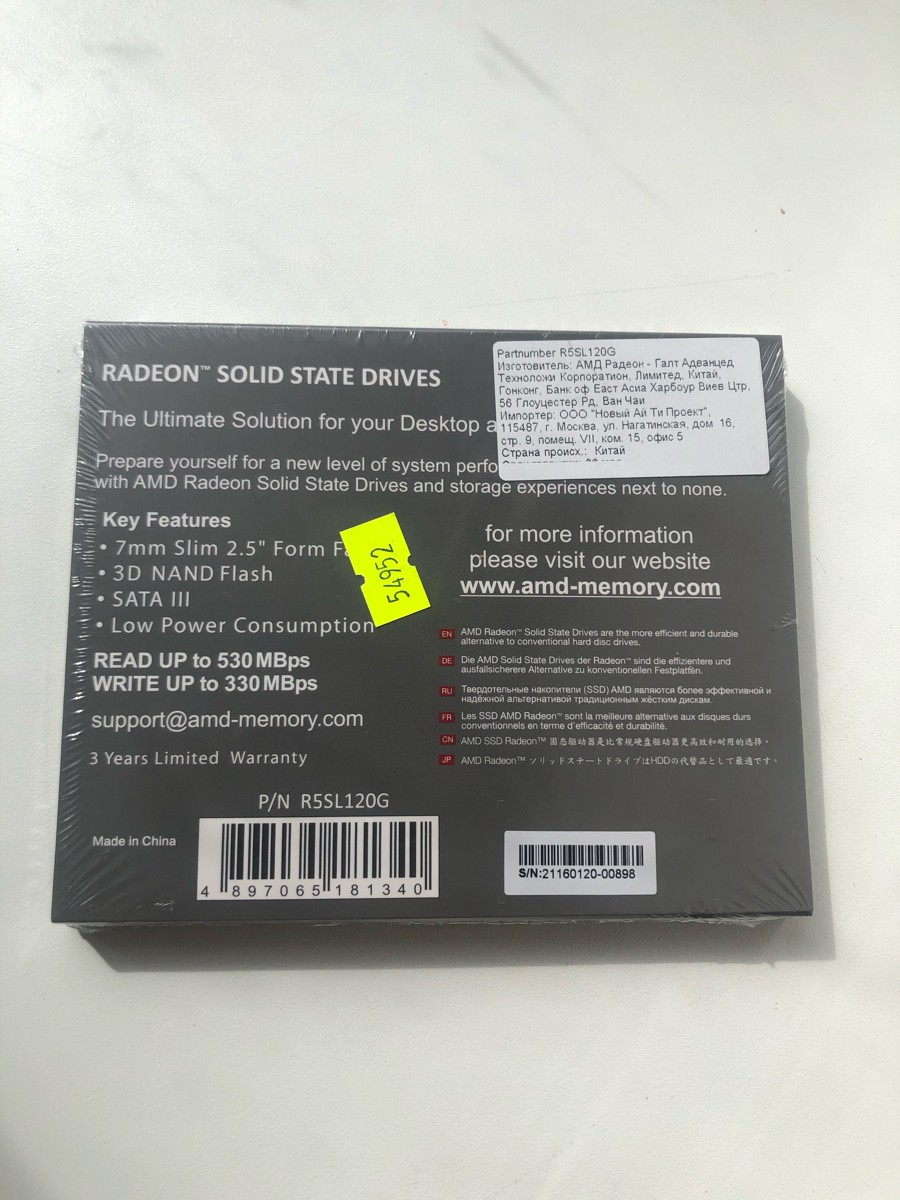 RADEON™ SOLID STATE DRIVES
The Ultimate Solution for your Desktop
Prepare yourself for a new level of system
with AMD Radeon Solid State Drives and storage experiences next to none.
Partnumber R5SL120G
Изготовитель: АМД Радеон - Галт Адванцед
Техноложи Корпоратион, Лимитед, Китай,
Гонконг, Банк оф Еаст Асиа Харбоур Виев Цтр,
56 Глоуцестер Рд, Ван Чаи
Импортер: ООО "Новый Ай Ти Проект",
115487, г. Москва, ул. Нагатинская, дом 16,
стр. 9, помещ. VII, ком. 15, офис 5
Страна происх.: Китай
Key Features
• 7mm Slim 2.5" Form
• 3D NAND Flash
• SATA III
• Low Power Consumption
54952
READ UP to 530MBps
WRITE UP to 330MBps
support@amd-memory.com
3 Years Limited Warranty
for more information
please visit our website
www.amd-memory.com
EN AMD Radeon™ Solid State Drives are the more efficient and durable
alternative to conventional hard disc drives.
DE Die AMD Solid State Drives der Radeon™ sind die effizientere und
ausfallsicherere Alternative zu konventionellen Festplatten.
RU Твердотельные накопители (SSD) AMD являются более эффективной и
надёжной альтернативой традиционным жёстким дискам.
FR Les SSD AMD Radeon™ sont la meilleure alternative aux disques durs
conventionnels en terme d'efficacité et durabilité.
CN AMD SSD Radeon™ 固态驱动器是比常规硬盘驱动器更高效和耐用的选择。
JP AMD Radeon™ ソリッドステートドライブはHDDの代替品として最適です。
P/N R5SL120G
Made in China
4 897065 181340
S/N:21160120-00898